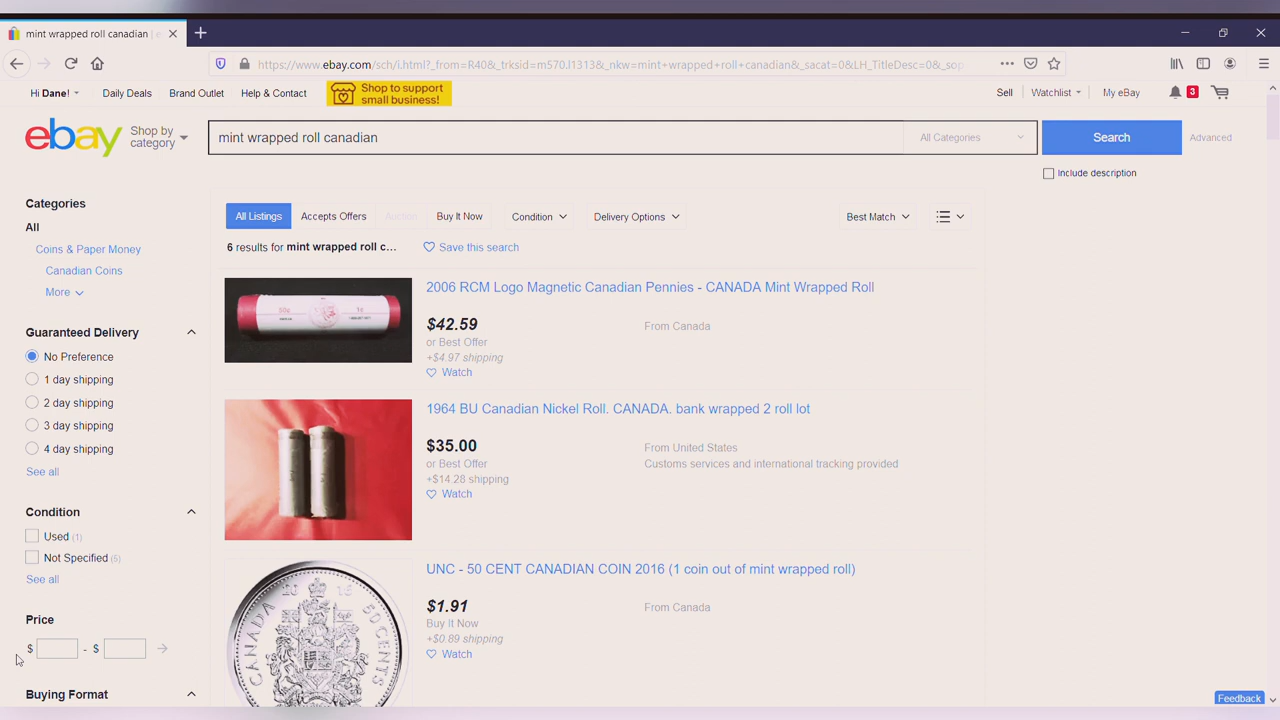 mint wrapped roll canadian | e
https://www.ebay.com/sch/i.html?_from=R40&_trksid=m570.l1313&_nkw=mint+wrapped+roll+canadian&_sacat=0&LH_TitleDesc=0&_sop
Hi Dane!
Daily Deals
Brand Outlet
Help & Contact
Shop to support
small business!
Sell
Watchlist
My eBay
3
ebay
Shop by
category
mint wrapped roll canadian
All Categories
Search
Advanced
Include description
Categories
All
Coins & Paper Money
Canadian Coins
More
Guaranteed Delivery
No Preference
1 day shipping
2 day shipping
3 day shipping
4 day shipping
See all
Condition
Used (1)
Not Specified (5)
See all
Price
$ - $
Buying Format
All Listings
Accepts Offers
Auction
Buy It Now
Condition
Delivery Options
Best Match
6 results for mint wrapped roll c...
Save this search
2006 RCM Logo Magnetic Canadian Pennies - CANADA Mint Wrapped Roll
$42.59
From Canada
or Best Offer
+$4.97 shipping
Watch
1964 BU Canadian Nickel Roll. CANADA. bank wrapped 2 roll lot
$35.00
From United States
or Best Offer
Customs services and international tracking provided
+$14.28 shipping
Watch
CANADA 2016 50 CENTS
UNC - 50 CENT CANADIAN COIN 2016 (1 coin out of mint wrapped roll)
$1.91
From Canada
Buy It Now
+$0.89 shipping
Watch
Feedback